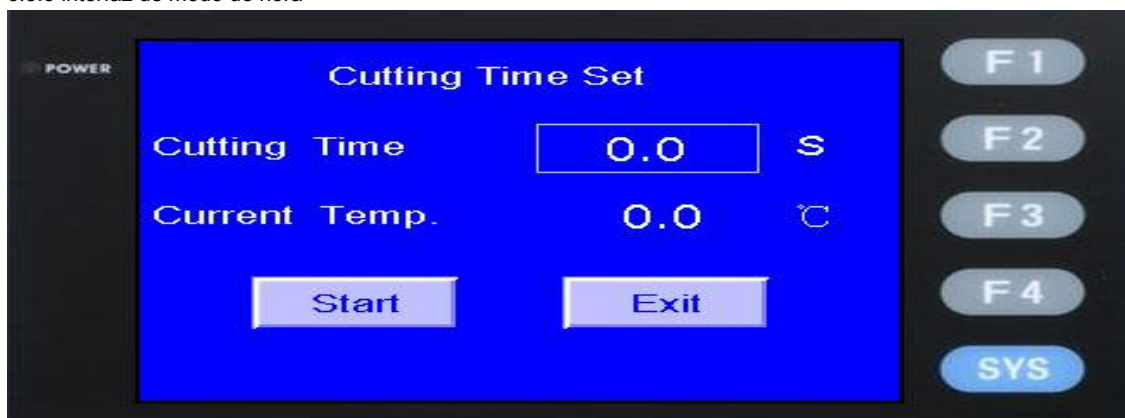 POWER
Cutting Time Set
Cutting Time 0.0 S
Current Temp. 0.0 ℃
Start Exit
F1
F2
F3
F4
SYS